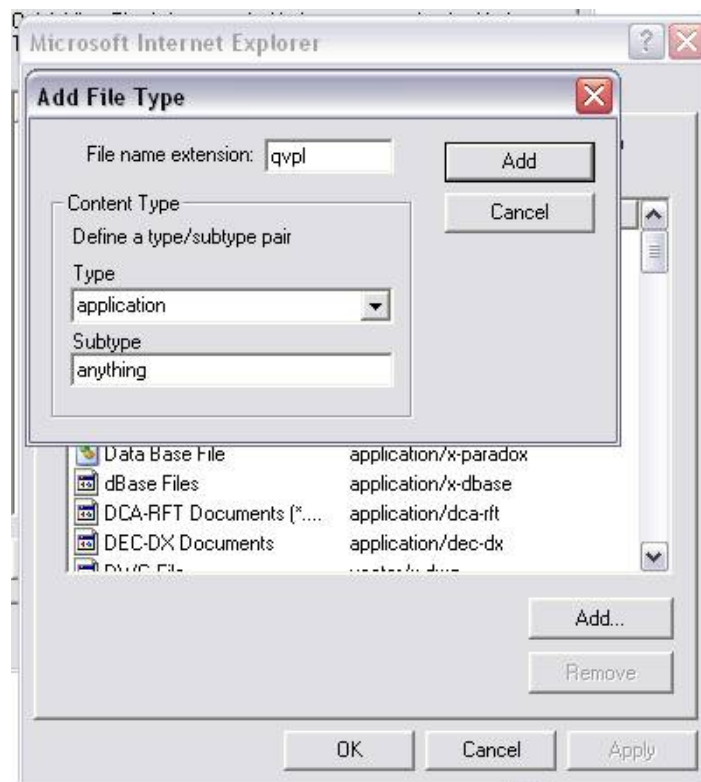 Microsoft Internet Explorer
Add File Type
File name extension: qvpl
Add
Cancel
Content Type
Define a type/subtype pair
Type
application
Subtype
anything
Data Base File application/x-paradox
dBase Files application/x-dbase
DCA-RFT Documents (*.... application/dca-rft
DEC-DX Documents application/dec-dx
Add...
Remove
OK Cancel Apply